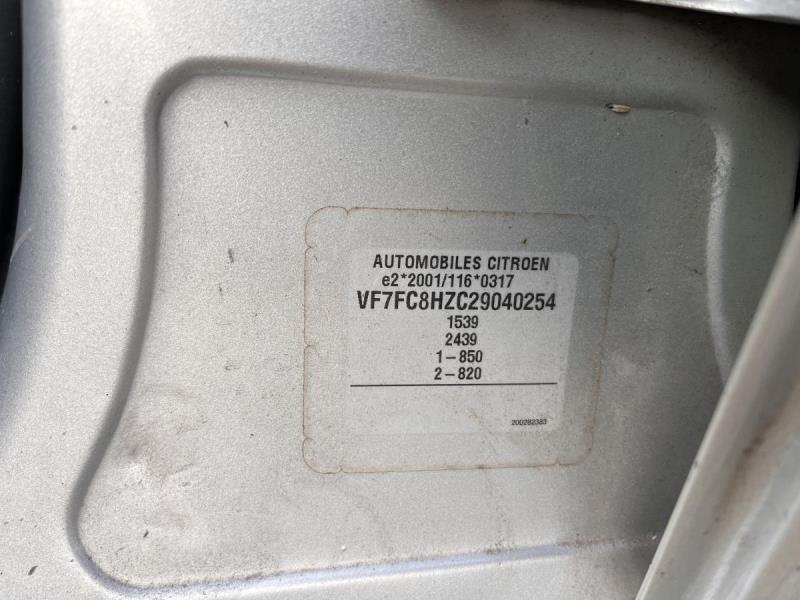 AUTOMOBILES CITROEN
e2*2001/116*0317
VF7FC8HZC29040254
1539
2439
1-850
2-820
200282383